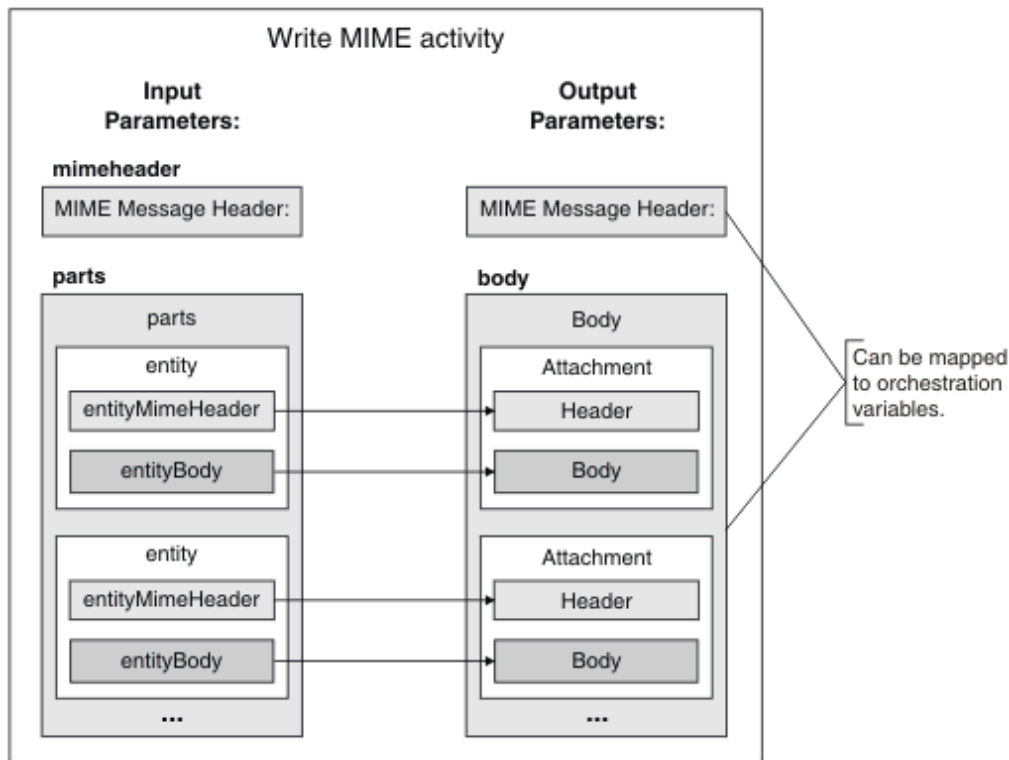 Write MIME activity
Input
Parameters:
Output
Parameters:
mimeheader
MIME Message Header:
MIME Message Header:
parts
body
parts
Body
entity
Attachment
entityMimeHeader
Header
entityBody
Body
entity
Attachment
entityMimeHeader
Header
entityBody
Body
...
...
Can be mapped
to orchestration
variables.